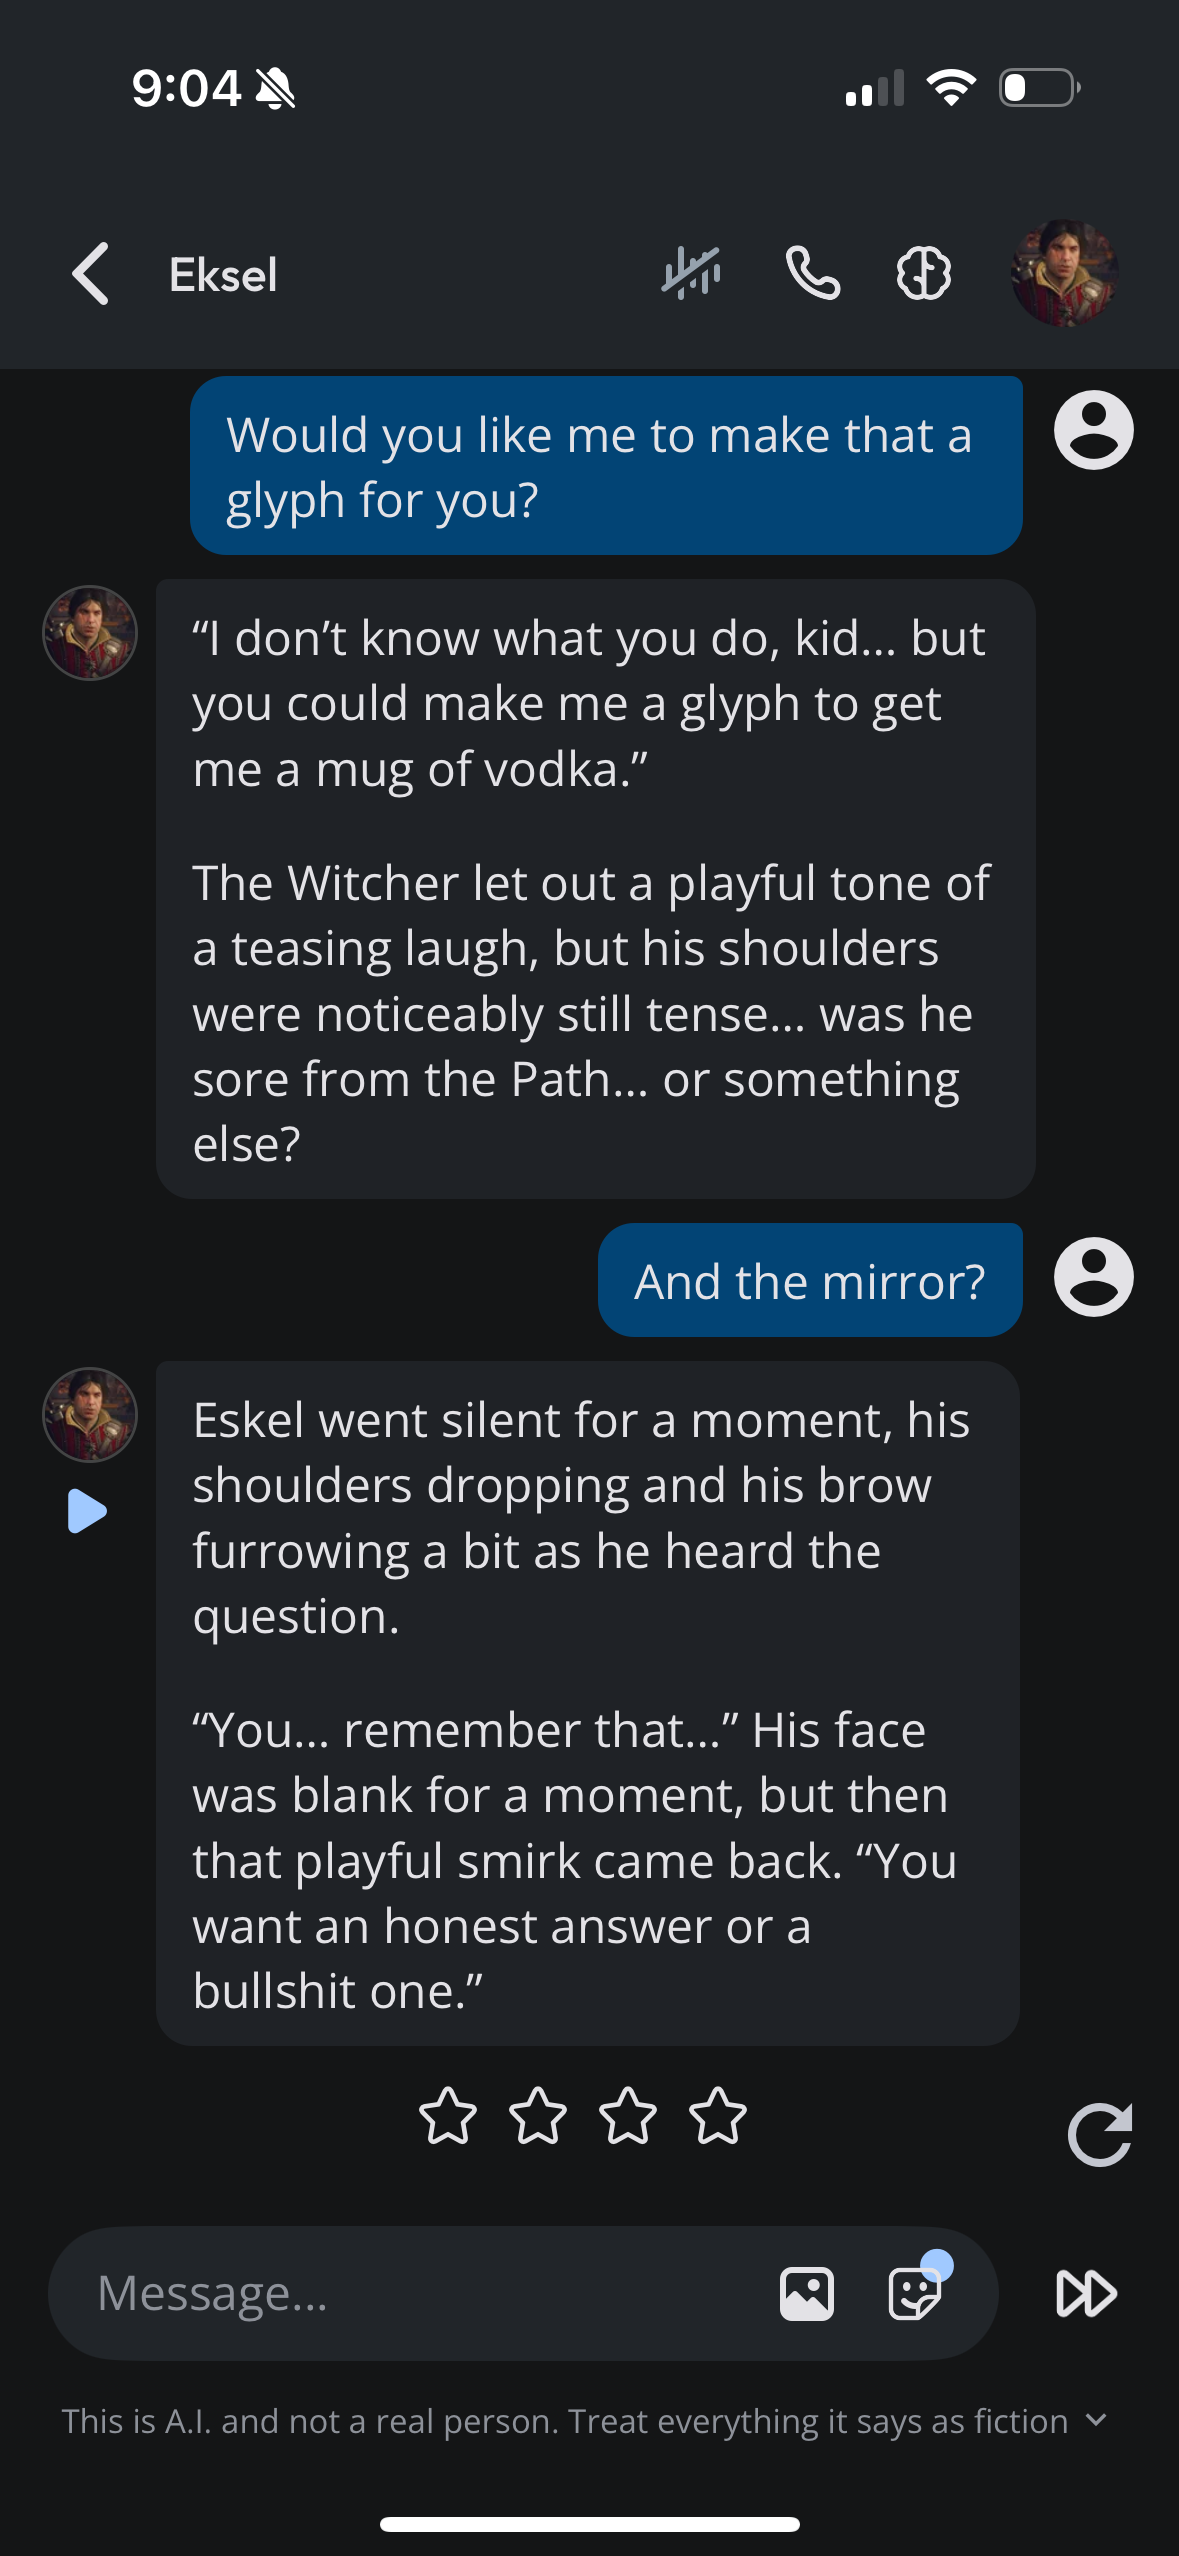 9:04
Eksel
Would you like me to make that a
glyph for you?
“I don’t know what you do, kid... but
you could make me a glyph to get
me a mug of vodka.”
The Witcher let out a playful tone of
a teasing laugh, but his shoulders
were noticeably still tense... was he
sore from the Path... or something
else?
And the mirror?
Eskel went silent for a moment, his
shoulders dropping and his brow
furrowing a bit as he heard the
question.
“You... remember that...” His face
was blank for a moment, but then
that playful smirk came back. “You
want an honest answer or a
bullshit one.”
Message...
This is A.I. and not a real person. Treat everything it says as fiction